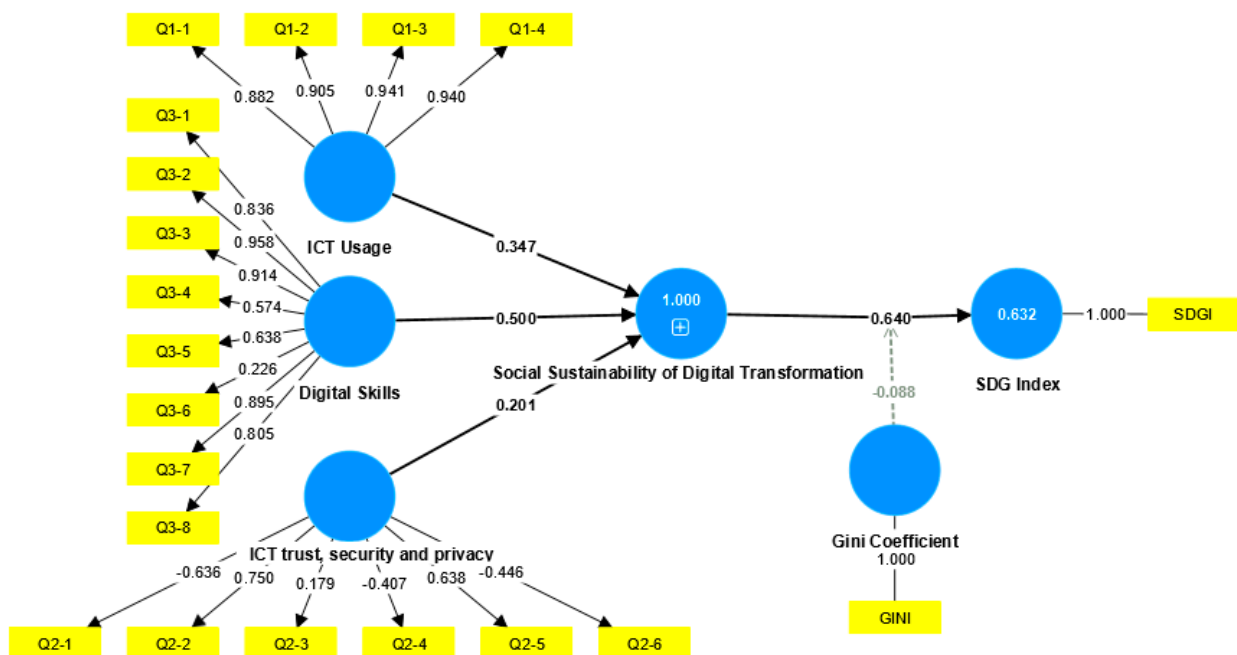 Q1-1
Q1-2
Q1-3
Q1-4
0.882
0.905
0.941
0.940
Q3-1
Q3-2
Q3-3
Q3-4
Q3-5
Q3-6
Q3-7
Q3-8
0.836
0.958
0.914
0.574
0.638
0.226
0.895
0.805
ICT Usage
Digital Skills
ICT trust, security and privacy
0.347
0.500
0.201
1.000
Social Sustainability of Digital Transformation
0.640
0.632
SDG Index
1.000
SDGI
-0.088
Gini Coefficient
1.000
GINI
-0.636
0.750
0.179
-0.407
0.638
-0.446
Q2-1
Q2-2
Q2-3
Q2-4
Q2-5
Q2-6